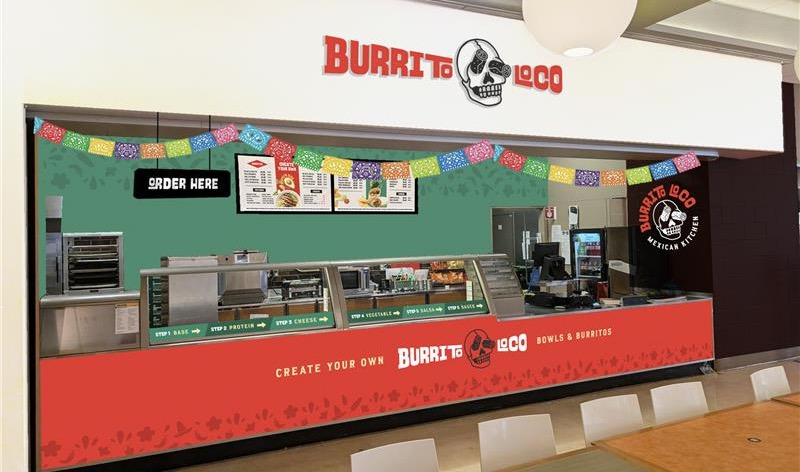 BURRITO LOCO
ORDER HERE
CREATE YOUR OWN
BURRITO LOCO
MEXICAN KITCHEN
STEP 1 BASE
STEP 2 PROTEIN
STEP 3 CHEESE
STEP 4 VEGETABLE
STEP 5 SALSA
STEP 6 SAUCE
CREATE YOUR OWN BURRITO LOCO BOWLS & BURRITOS